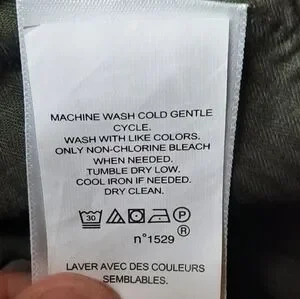 MACHINE WASH COLD GENTLE
CYCLE.
WASH WITH LIKE COLORS.
ONLY NON-CHLORINE BLEACH
WHEN NEEDED.
TUMBLE DRY LOW.
COOL IRON IF NEEDED.
DRY CLEAN.
30 P
®
n°1529
LAVER AVEC DES COULEURS
SEMBLABLES.